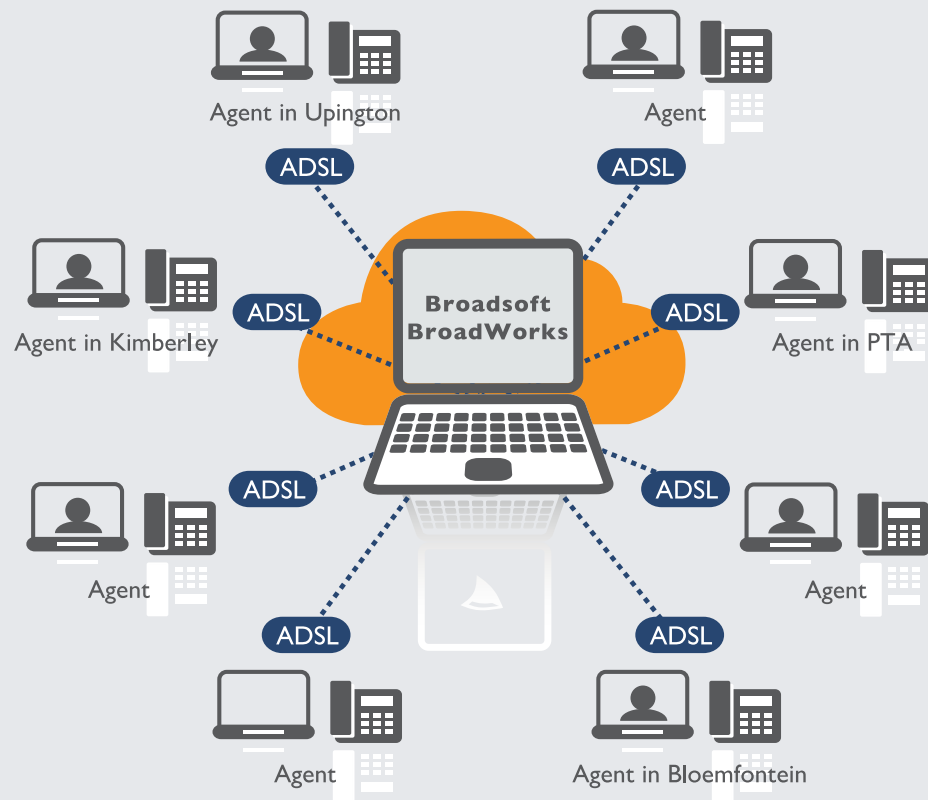 Agent in Upington
Agent
ADSL
ADSL
Broadsoft
BroadWorks
ADSL
ADSL
Agent in Kimberley
Agent in PTA
ADSL
ADSL
Agent
Agent
ADSL
ADSL
Agent
Agent in Bloemfontein